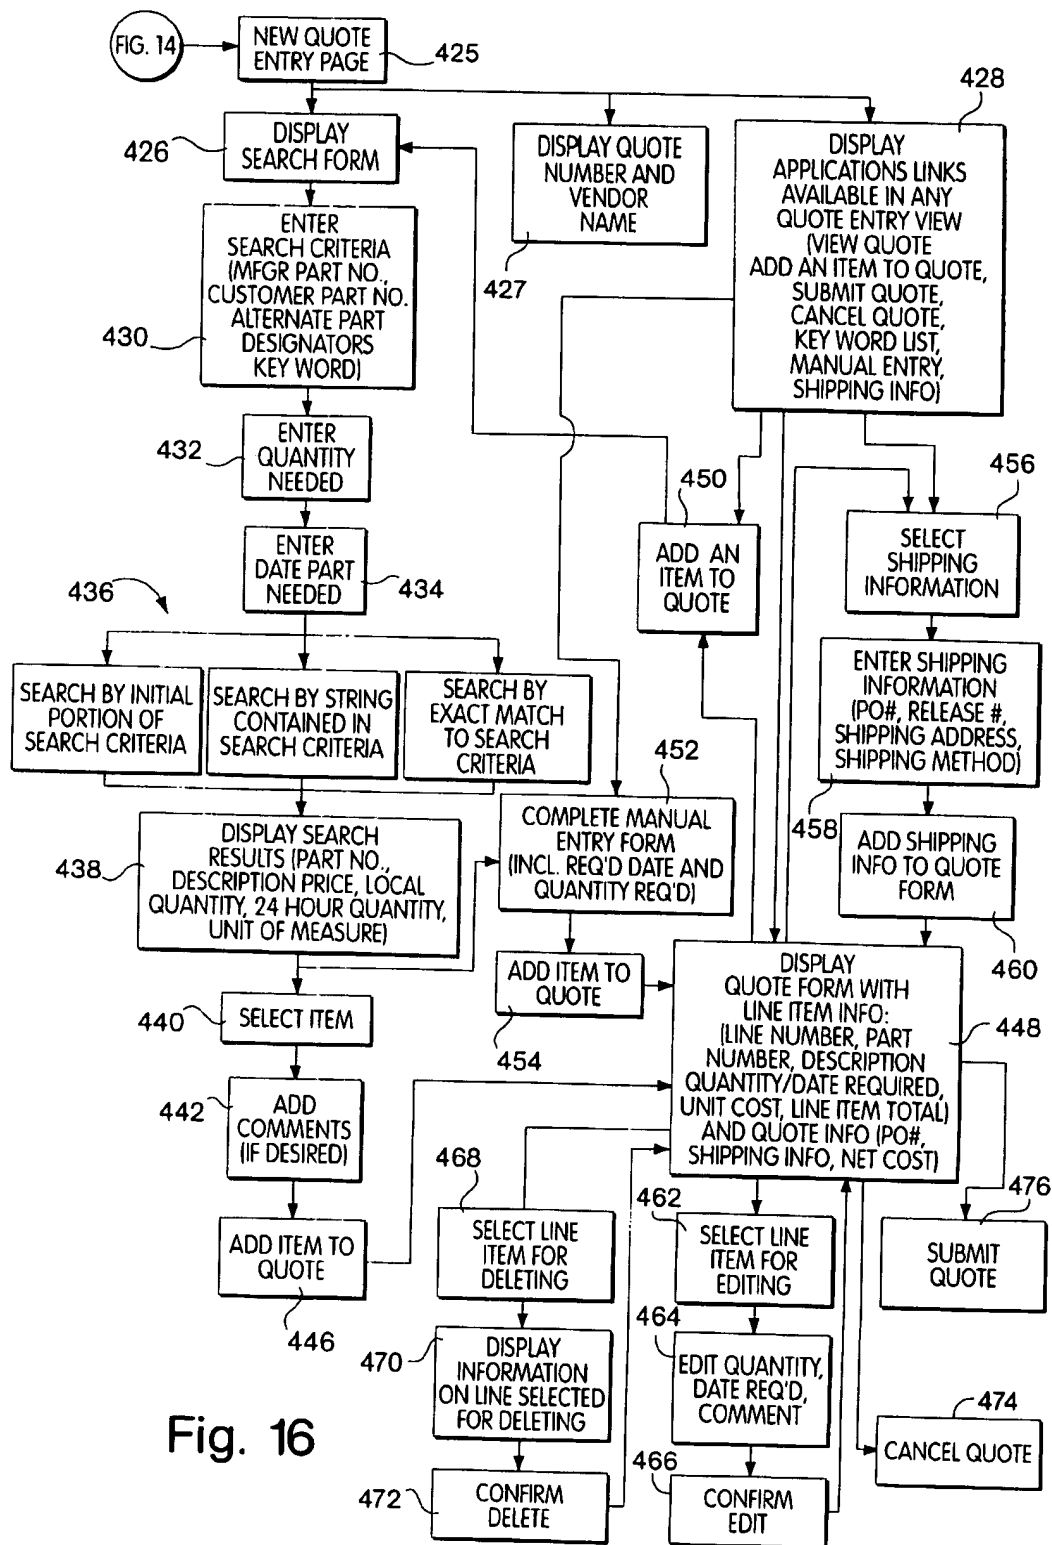 FIG. 14
NEW QUOTE
ENTRY PAGE
425
DISPLAY
SEARCH FORM
426
DISPLAY QUOTE
NUMBER AND
VENDOR
NAME
427
428
DISPLAY
APPLICATIONS LINKS
AVAILABLE IN ANY
QUOTE ENTRY VIEW
(VIEW QUOTE
ADD AN ITEM TO QUOTE,
SUBMIT QUOTE,
CANCEL QUOTE,
KEY WORD LIST,
MANUAL ENTRY,
SHIPPING INFO)
ENTER
SEARCH CRITERIA
(MFGR PART NO.,
CUSTOMER PART NO.
ALTERNATE PART
DESIGNATORS
KEY WORD)
430
432
ENTER
QUANTITY
NEEDED
ENTER
DATE PART
NEEDED
434
436
SEARCH BY INITIAL
PORTION OF
SEARCH CRITERIA
SEARCH BY STRING
CONTAINED IN
SEARCH CRITERIA
SEARCH BY
EXACT MATCH
TO SEARCH
CRITERIA
450
ADD AN
ITEM TO
QUOTE
456
SELECT
SHIPPING
INFORMATION
ENTER SHIPPING
INFORMATION
(PO#, RELEASE #,
SHIPPING ADDRESS,
SHIPPING METHOD)
458
438
DISPLAY SEARCH
RESULTS (PART NO.,
DESCRIPTION PRICE, LOCAL
QUANTITY, 24 HOUR QUANTITY,
UNIT OF MEASURE)
452
COMPLETE MANUAL
ENTRY FORM
(INCL. REQ'D DATE AND
QUANTITY REQ'D)
ADD SHIPPING
INFO TO QUOTE
FORM
460
ADD ITEM TO
QUOTE
454
440
SELECT ITEM
DISPLAY
QUOTE FORM WITH
LINE ITEM INFO:
(LINE NUMBER, PART
NUMBER, DESCRIPTION
QUANTITY/DATE REQUIRED,
UNIT COST, LINE ITEM TOTAL)
AND QUOTE INFO (PO#,
SHIPPING INFO, NET COST)
448
442
ADD
COMMENTS
(IF DESIRED)
ADD ITEM TO
QUOTE
446
468
SELECT LINE
ITEM FOR
DELETING
462
SELECT LINE
ITEM FOR
EDITING
476
SUBMIT
QUOTE
470
DISPLAY
INFORMATION
ON LINE SELECTED
FOR DELETING
464
EDIT QUANTITY,
DATE REQ'D,
COMMENT
474
CANCEL QUOTE
472
CONFIRM
DELETE
466
CONFIRM
EDIT
Fig. 16